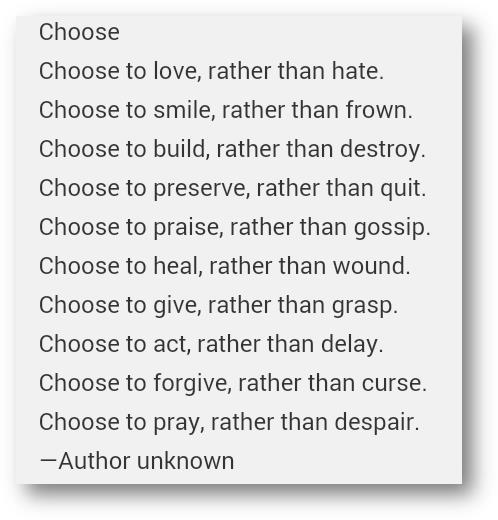 Choose
Choose to love, rather than hate.
Choose to smile, rather than frown.
Choose to build, rather than destroy.
Choose to preserve, rather than quit.
Choose to praise, rather than gossip.
Choose to heal, rather than wound.
Choose to give, rather than grasp.
Choose to act, rather than delay.
Choose to forgive, rather than curse.
Choose to pray, rather than despair.
—Author unknown